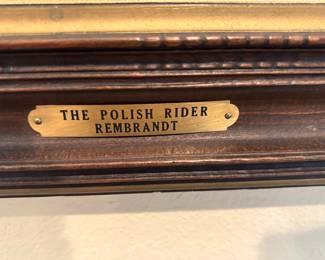 THE POLISH RIDER
REMBRANDT